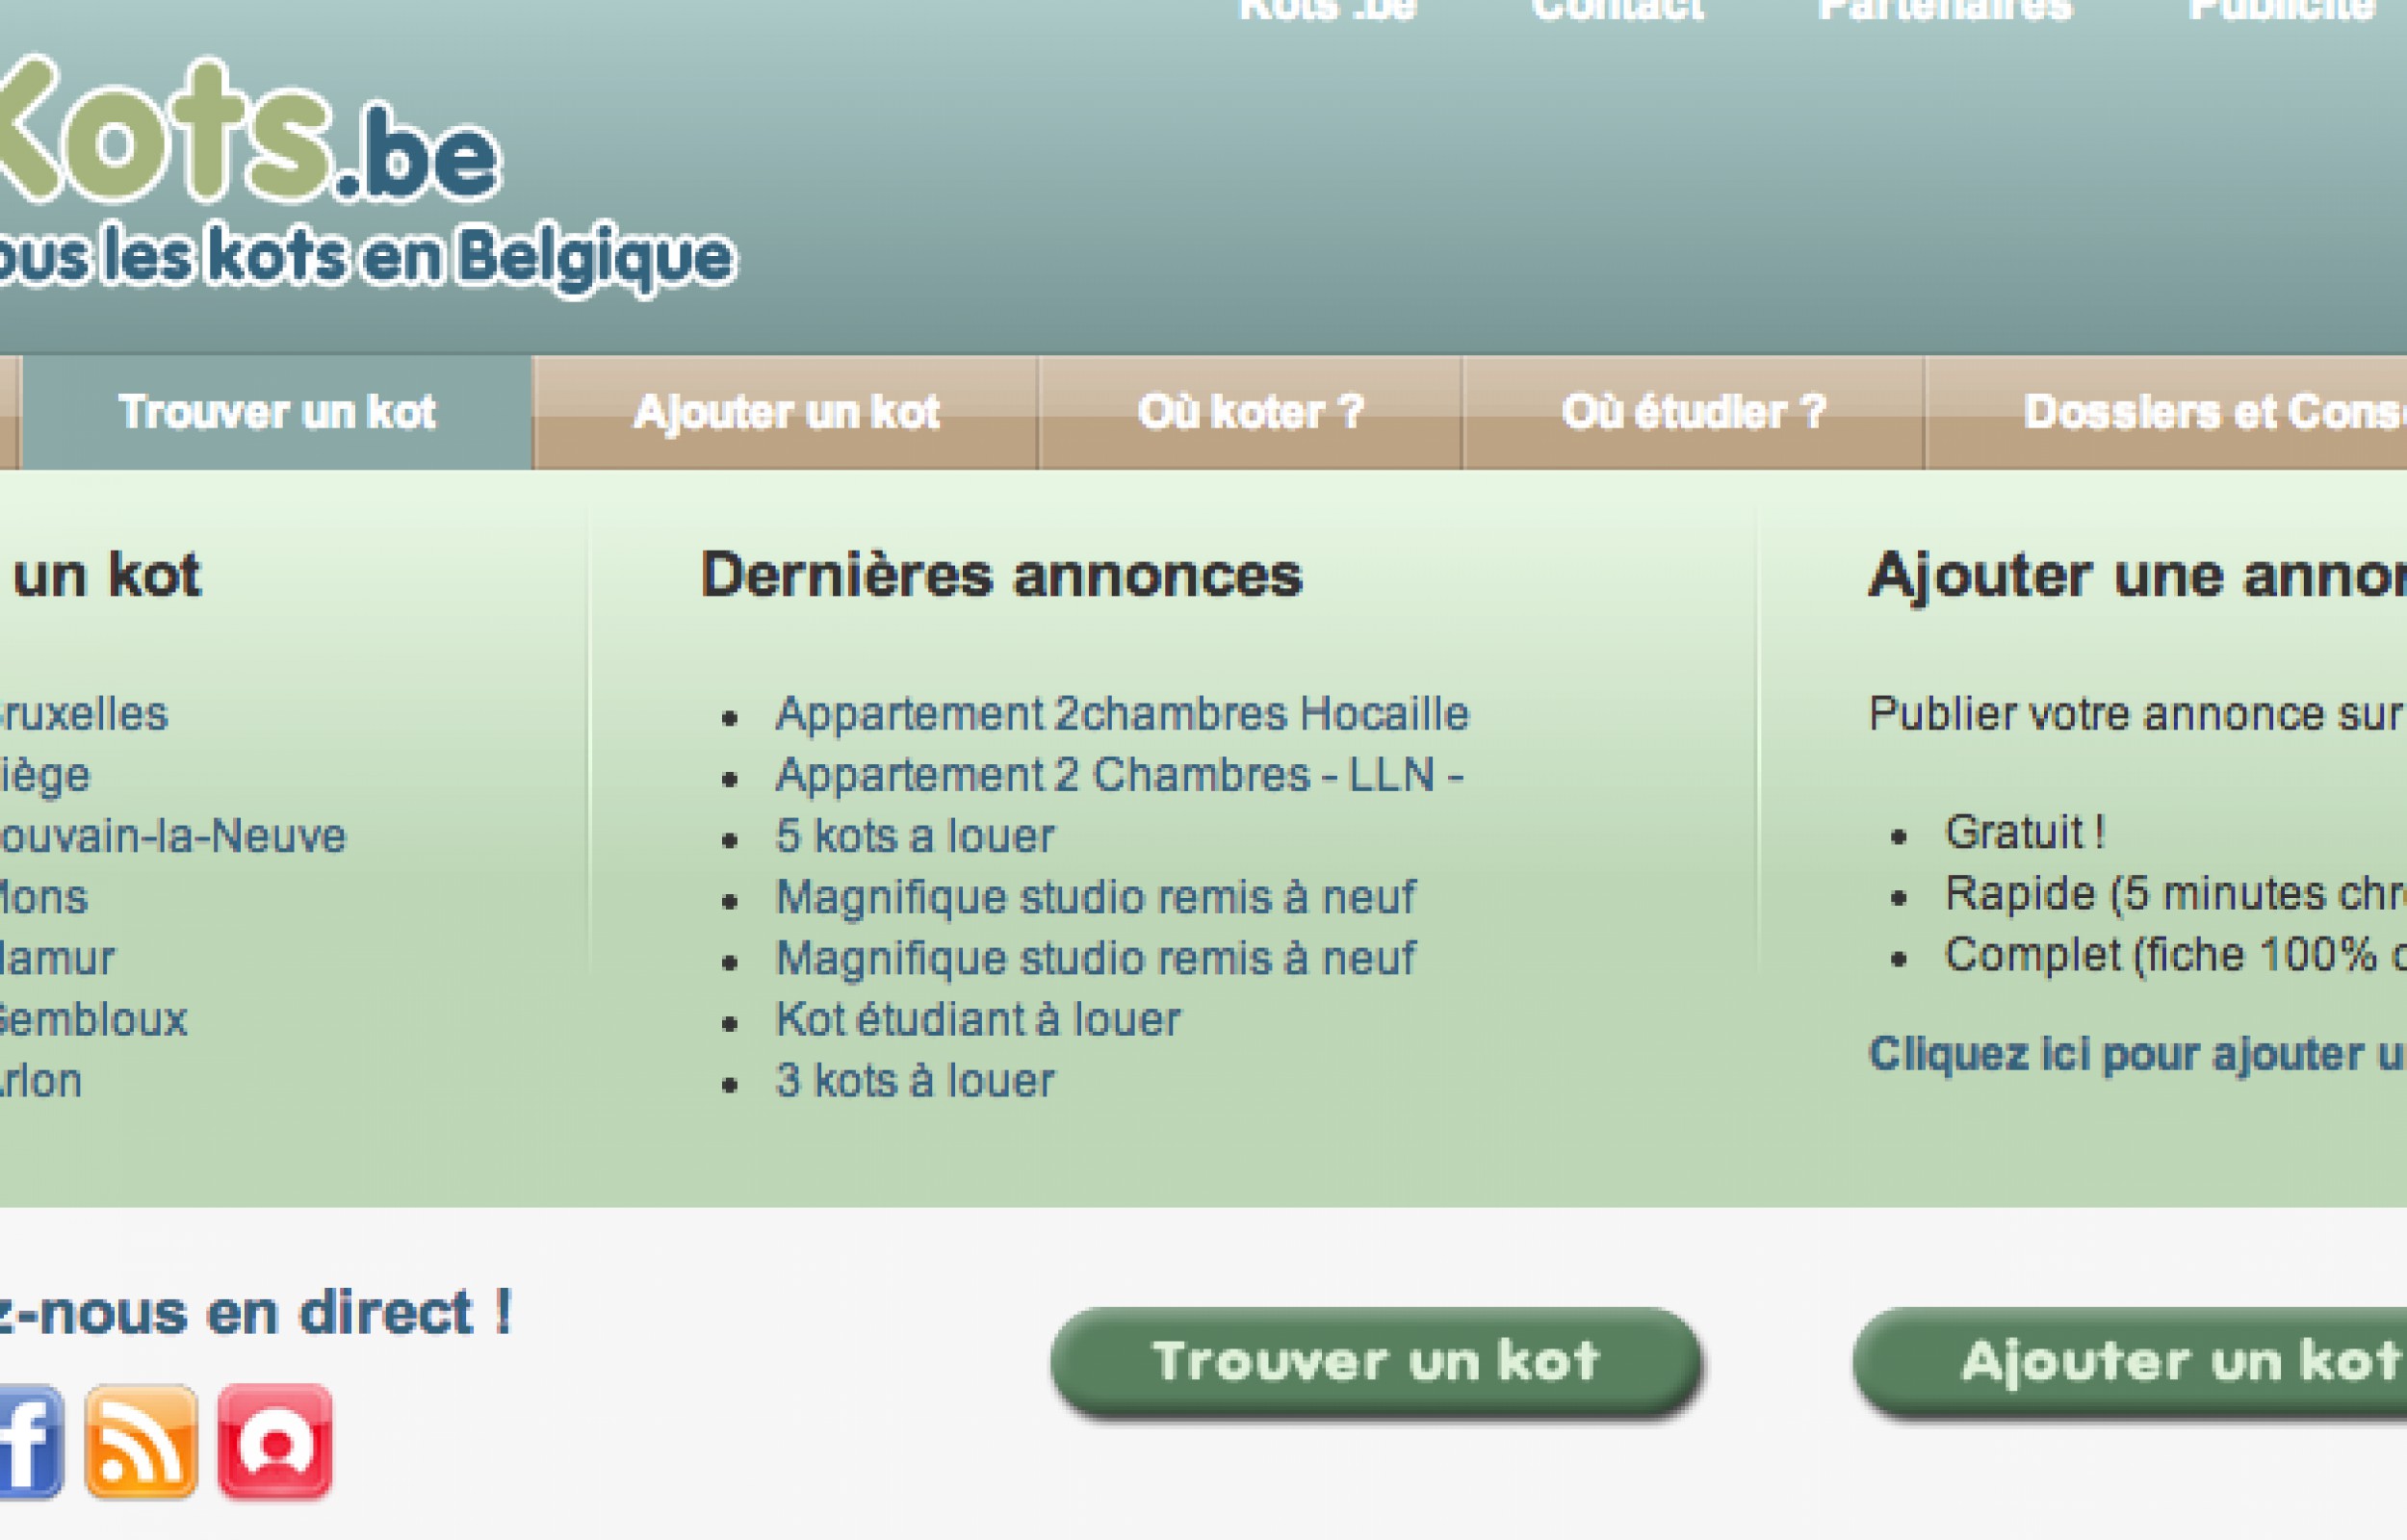 Kots .be Contact Partenaires Publicité
Kots.be
ous les kots en Belgique
Trouver un kot Ajouter un kot Où koter ? Où étudier ? Dossiers et Cons
un kot
ruxelles
iège
ouvain-la-Neuve
Mons
Namur
Gembloux
Arlon
Dernières annonces
• Appartement 2chambres Hocaille
• Appartement 2 Chambres - LLN -
• 5 kots a louer
• Magnifique studio remis à neuf
• Magnifique studio remis à neuf
• Kot étudiant à louer
• 3 kots à louer
Ajouter une annon
Publier votre annonce sur
• Gratuit !
• Rapide (5 minutes chr
• Complet (fiche 100% c
Cliquez ici pour ajouter u
z-nous en direct !
Trouver un kot Ajouter un kot